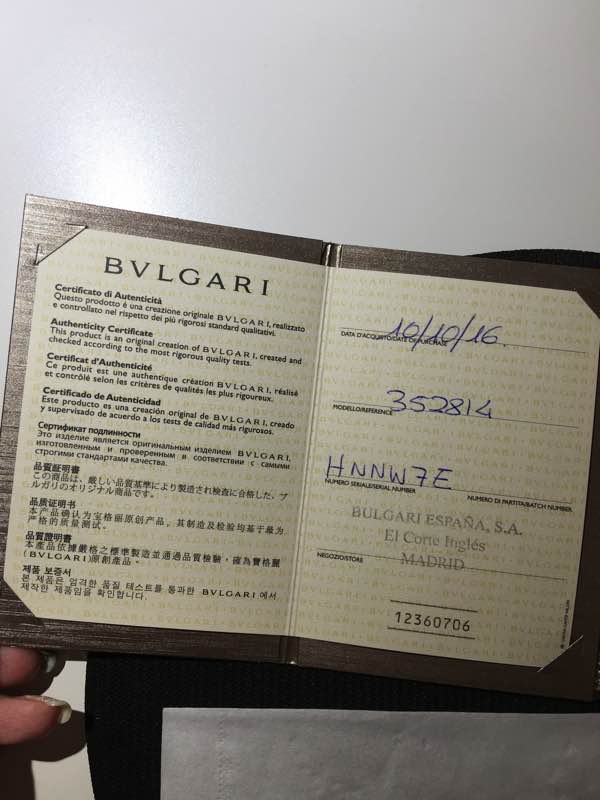 BVLGARI
Certificato di Autenticità
Questo prodotto è una creazione originale BVLGARI, realizzato
e controllato nel rispetto dei più rigorosi standard qualitativi.
Authenticity Certificate
This product is an original creation of BVLGARI, created and
checked according to the most rigorous quality tests.
Certificat d'Authenticité
Ce produit est une authentique création BVLGARI, réalisé
et contrôlé selon les critères de qualités les plus rigoureux.
Certificado de Autenticidad
Este producto es una creación original de BVLGARI, creado
y supervisado de acuerdo a los tests de calidad más rigurosos.
Сертификат подлинности
Это изделие является оригинальным изделием BVLGARI,
изготовленным и проверенным в соответствии с самыми
строгими стандартами качества.
品質証明書
この商品は、厳しい品質基準により製造され検査に合格した、ブ
ルガリのオリジナル商品です。
品质证明书
本产品确认为宝格丽原创产品，其制造及检验均基于最为
严格的质量测试。
品質證明書
本產品依據嚴格之標準製造並通過品質檢驗，確為寶格麗
(BVLGARI)原創產品。
제품 보증서
본 제품은 엄격한 품질 테스트를 통과한 BVLGARI 에서
제작한 제품임을 확인합니다.
10/10/16.
DATA D'ACQUISTO/DATE OF PURCHASE
352814
MODELLO/REFERENCE
HNNW7E
NUMERO SERIALE/SERIAL NUMBER
NUMERO DI PARTITA/BATCH NUMBER
BULGARI ESPAÑA, S.A.
El Corte Inglés
MADRID
NEGOZIO/STORE
12360706